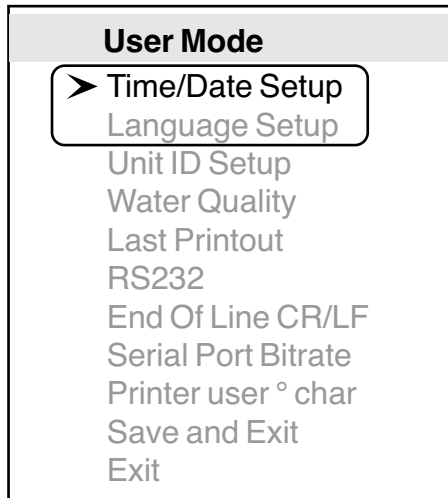 User Mode
➤ Time/Date Setup
Language Setup
Unit ID Setup
Water Quality
Last Printout
RS232
End Of Line CR/LF
Serial Port Bitrate
Printer user ° char
Save and Exit
Exit